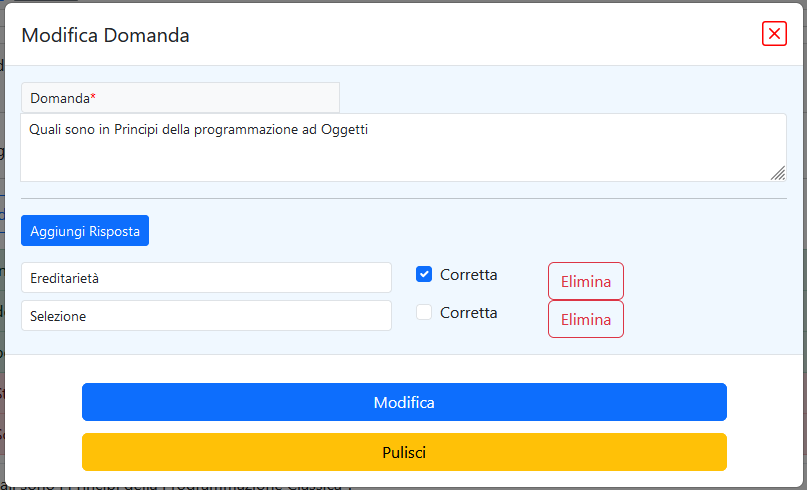 Modifica Domanda
Domanda*
Quali sono in Principi della programmazione ad Oggetti
Aggiungi Risposta
Ereditarietà
Corretta
Elimina
Selezione
Corretta
Elimina
Modifica
Pulisci